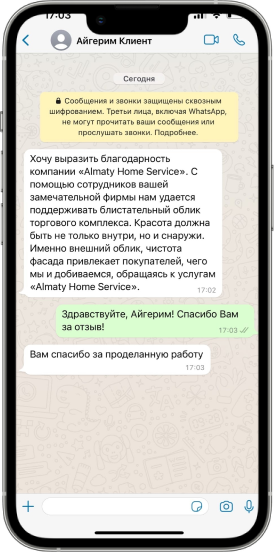 17:03
Айгерим Клиент
Сегодня
Сообщения и звонки защищены сквозным
шифрованием. Третьи лица, включая WhatsApp,
не могут прочитать ваши сообщения или
прослушать звонки. Подробнее.
Хочу выразить благодарность
компании «Almaty Home Service». С
помощью сотрудников вашей
замечательной фирмы нам удается
поддерживать блистательный облик
торгового комплекса. Красота должна
быть не только внутри, но и снаружи.
Именно внешний облик, чистота
фасада привлекает покупателей, чего
мы и добиваемся, обращаясь к услугам
«Almaty Home Service».
17:02
Здравствуйте, Айгерим! Спасибо Вам
за отзыв!
17:03
Вам спасибо за проделанную работу
17:03